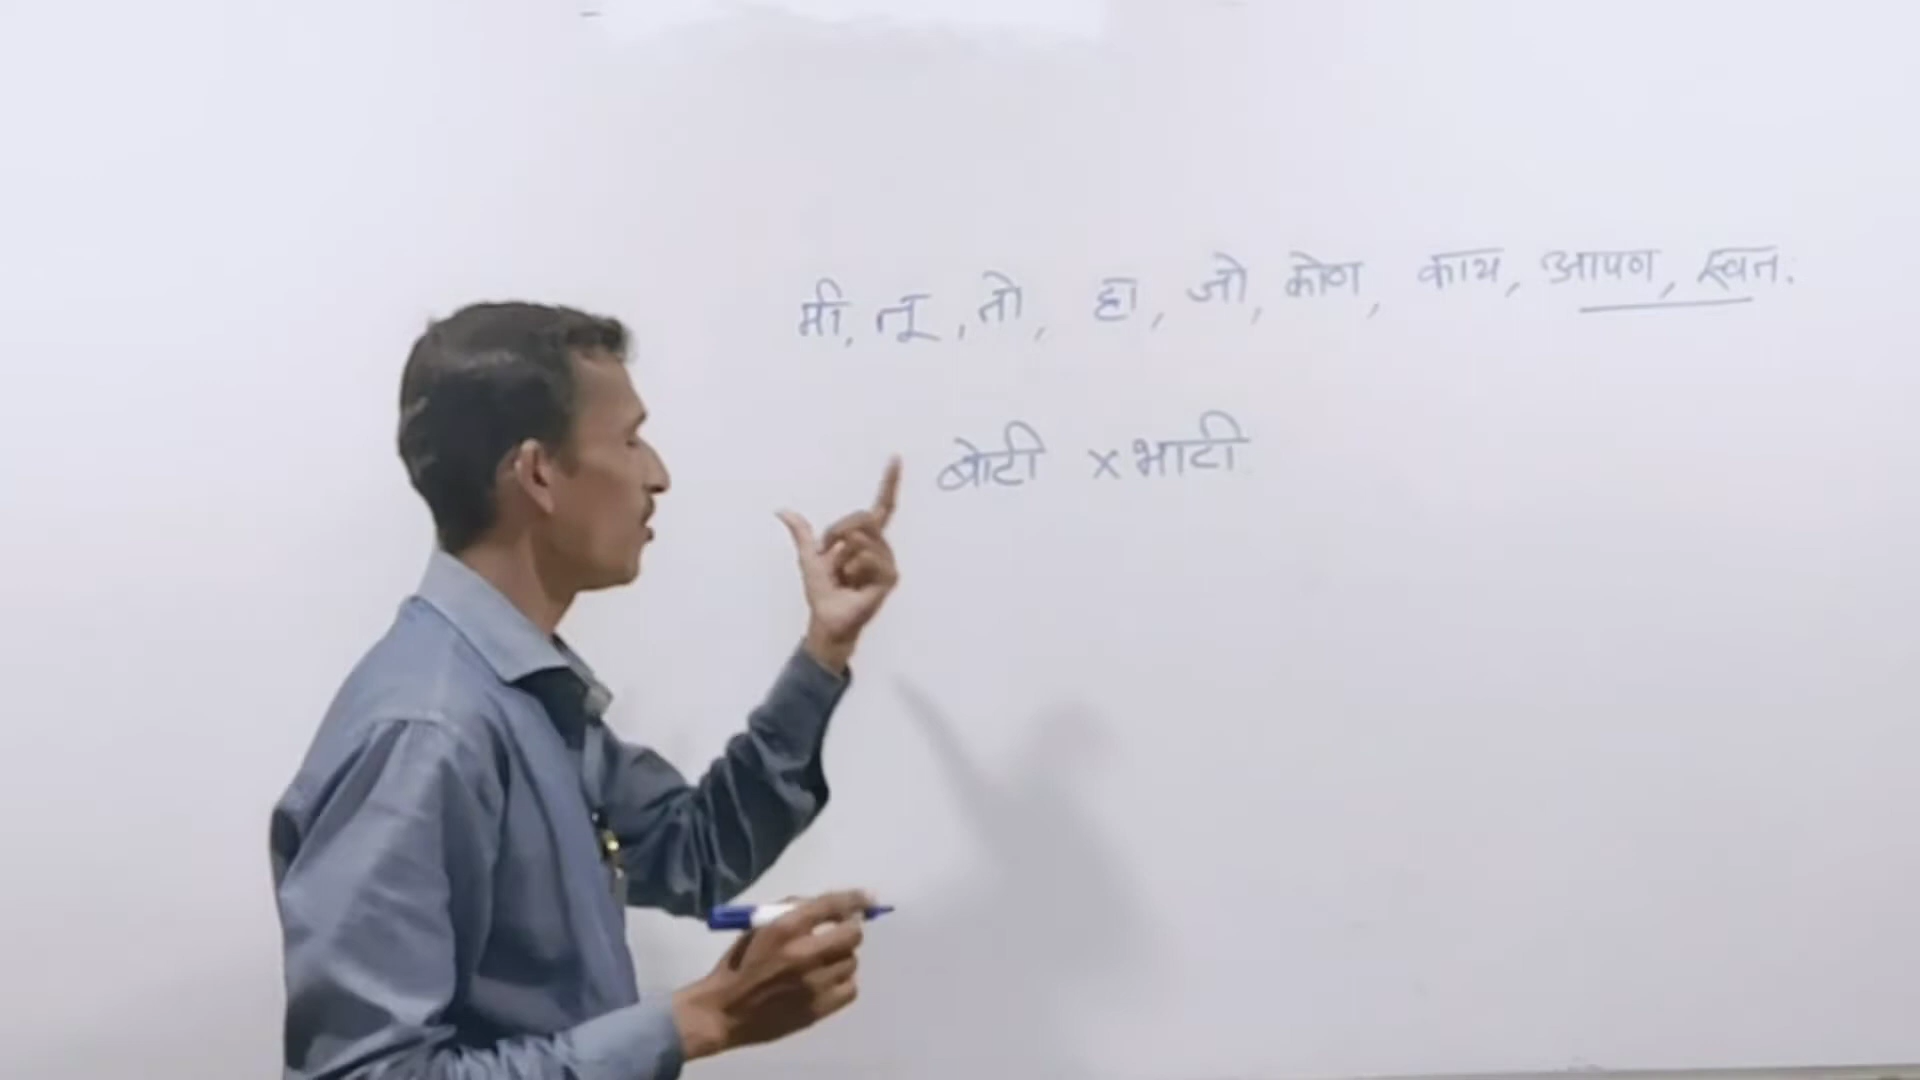 मी, तू, तो, हा, जो, कोण, काय, आपण, स्वत:
बोटी × भाटी